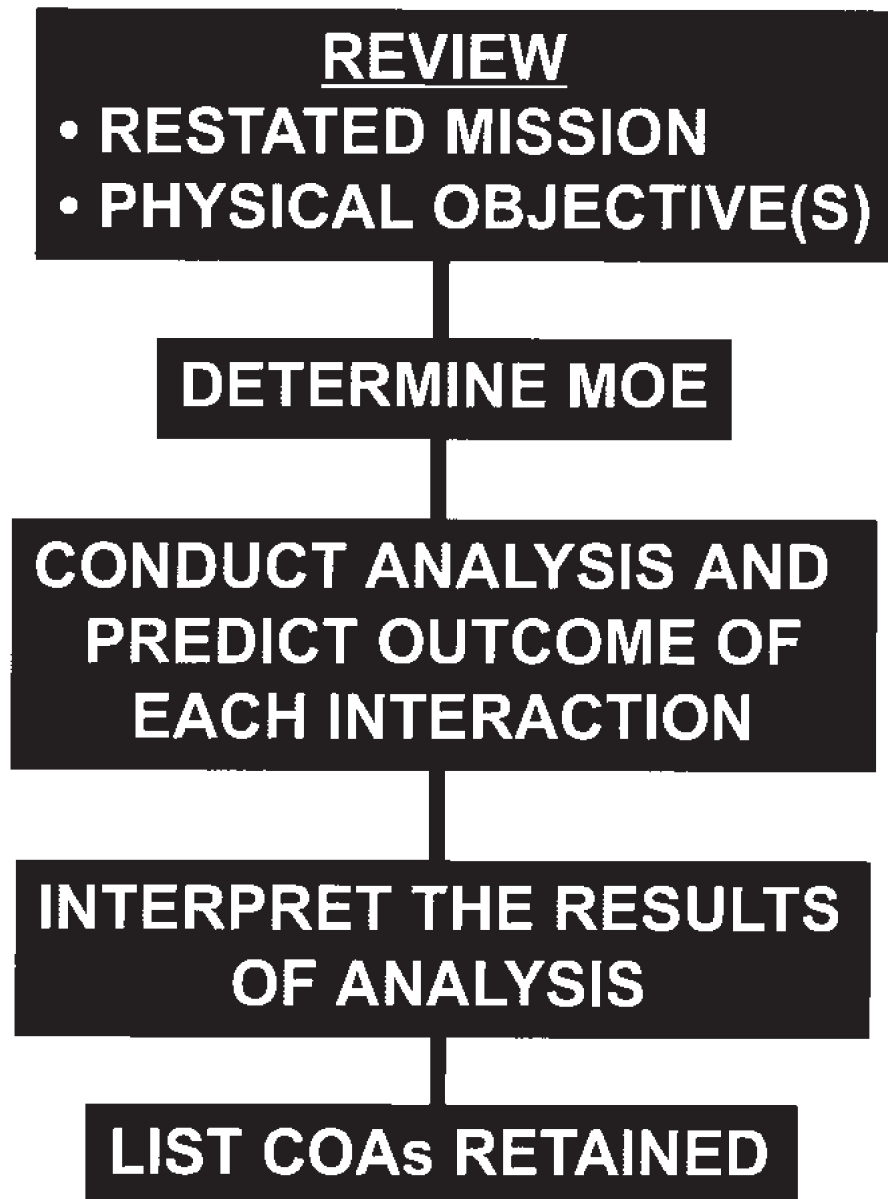 REVIEW
• RESTATED MISSION
• PHYSICAL OBJECTIVE(S)
DETERMINE MOE
CONDUCT ANALYSIS AND
PREDICT OUTCOME OF
EACH INTERACTION
INTERPRET THE RESULTS
OF ANALYSIS
LIST COAs RETAINED